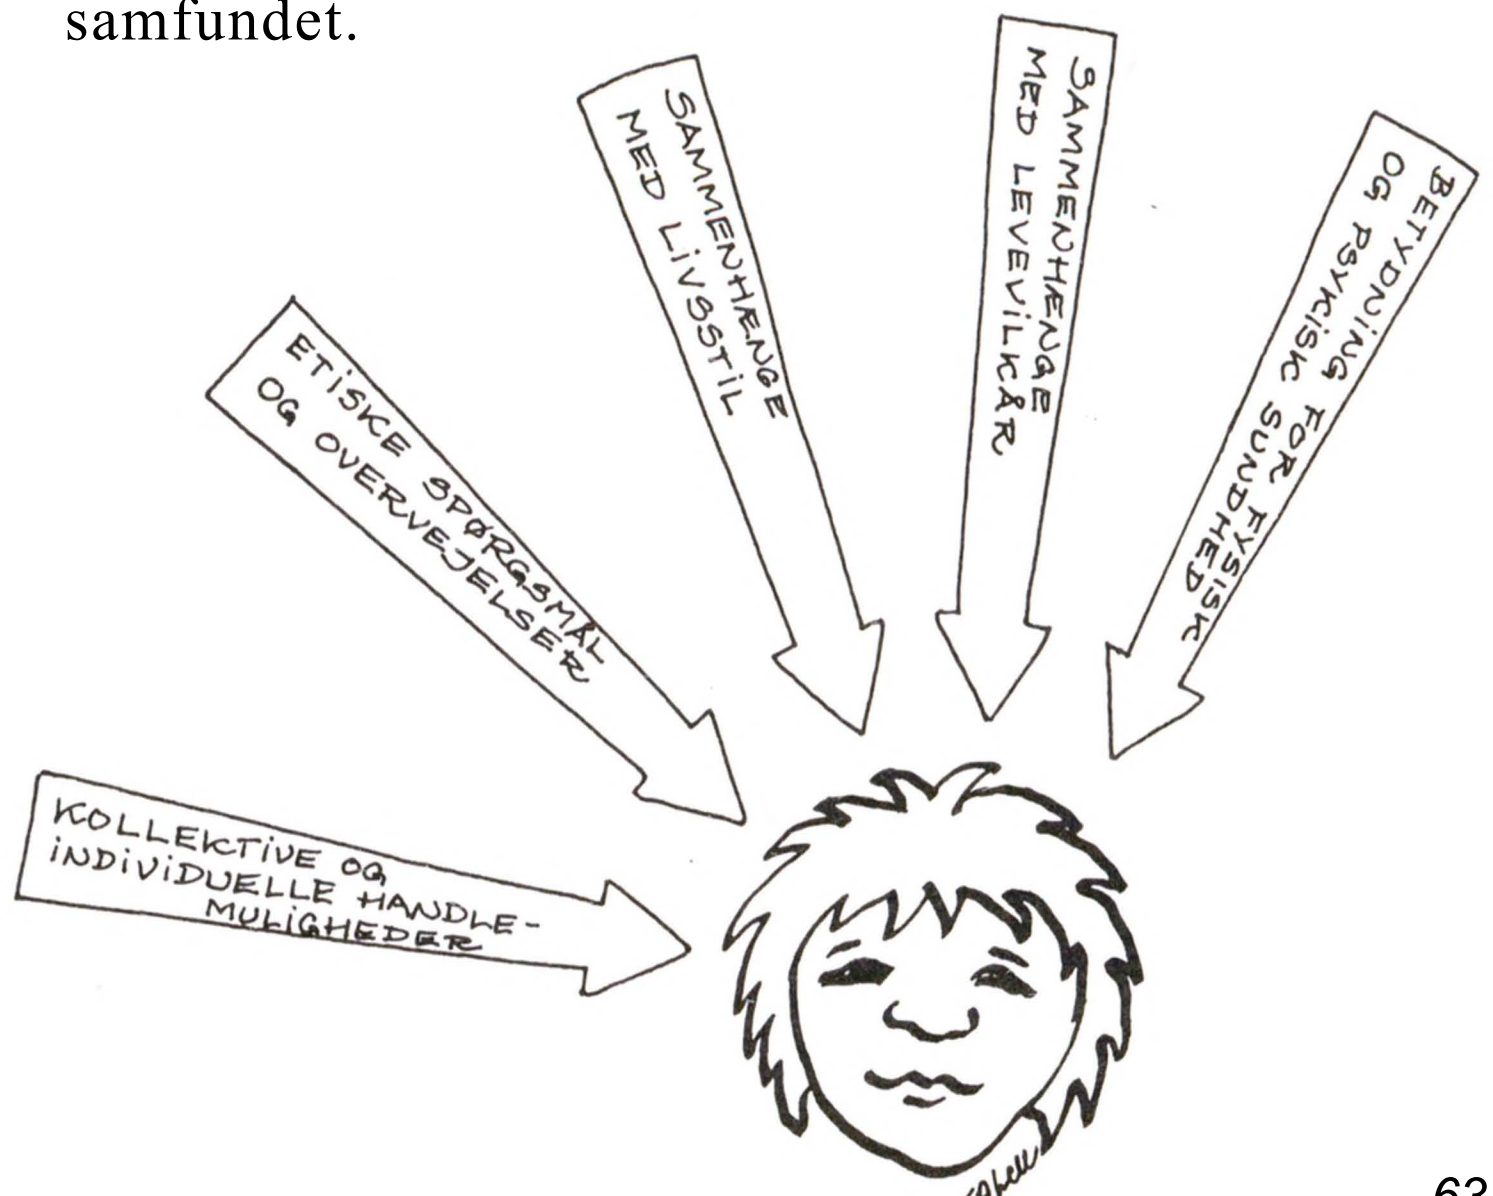 samfundet.
KOLLEKTIVE OG
iNDiViDUELLE HANDLE-
MULiGHEDER
ETiSKE SPØRGSMÅL
OG OVERVEJELSER
SAMMENHÆNGE
MED LiVSSTiL
SAMMENHÆNGE
MED LEVEViLKÅR
BETYDNiNG FOR FYSiSK
OG PSYKiSK SUNDHED
63